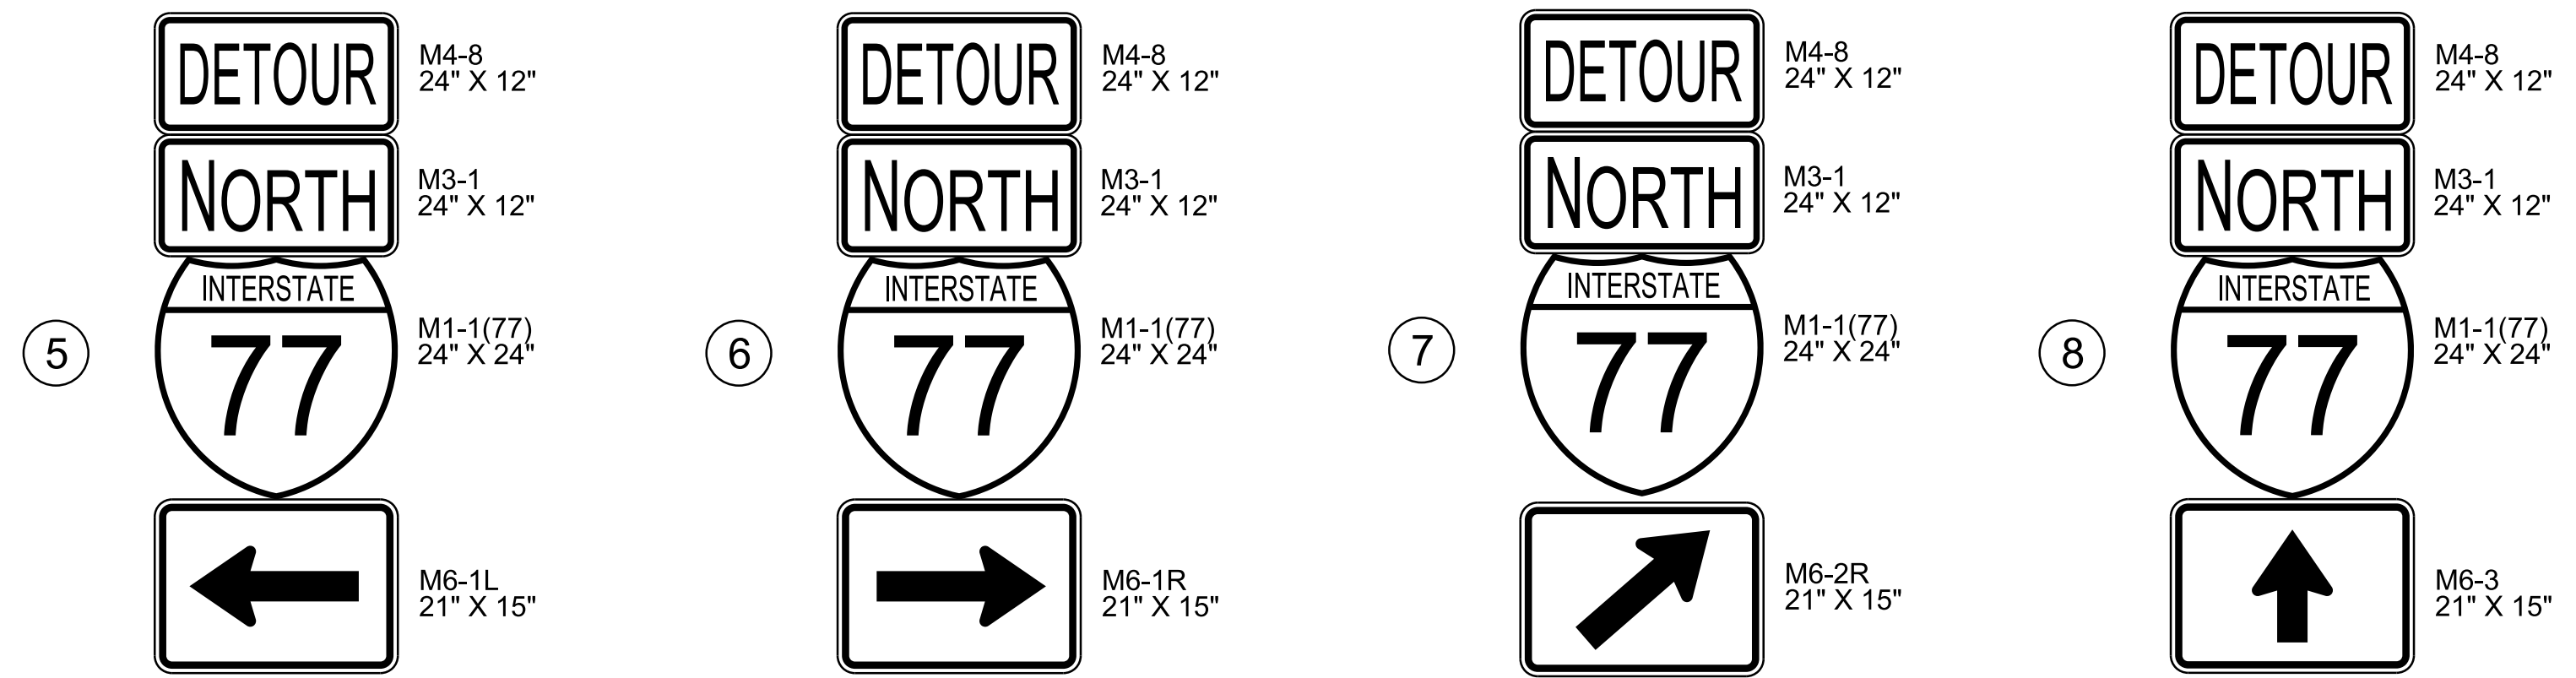 DETOUR
M4-8
24" X 12"
NORTH
M3-1
24" X 12"
INTERSTATE
77
M1-1(77)
24" X 24"
5
M6-1L
21" X 15"
DETOUR
M4-8
24" X 12"
NORTH
M3-1
24" X 12"
INTERSTATE
77
M1-1(77)
24" X 24"
6
M6-1R
21" X 15"
DETOUR
M4-8
24" X 12"
NORTH
M3-1
24" X 12"
INTERSTATE
77
M1-1(77)
24" X 24"
7
M6-2R
21" X 15"
DETOUR
M4-8
24" X 12"
NORTH
M3-1
24" X 12"
INTERSTATE
77
M1-1(77)
24" X 24"
8
M6-3
21" X 15"